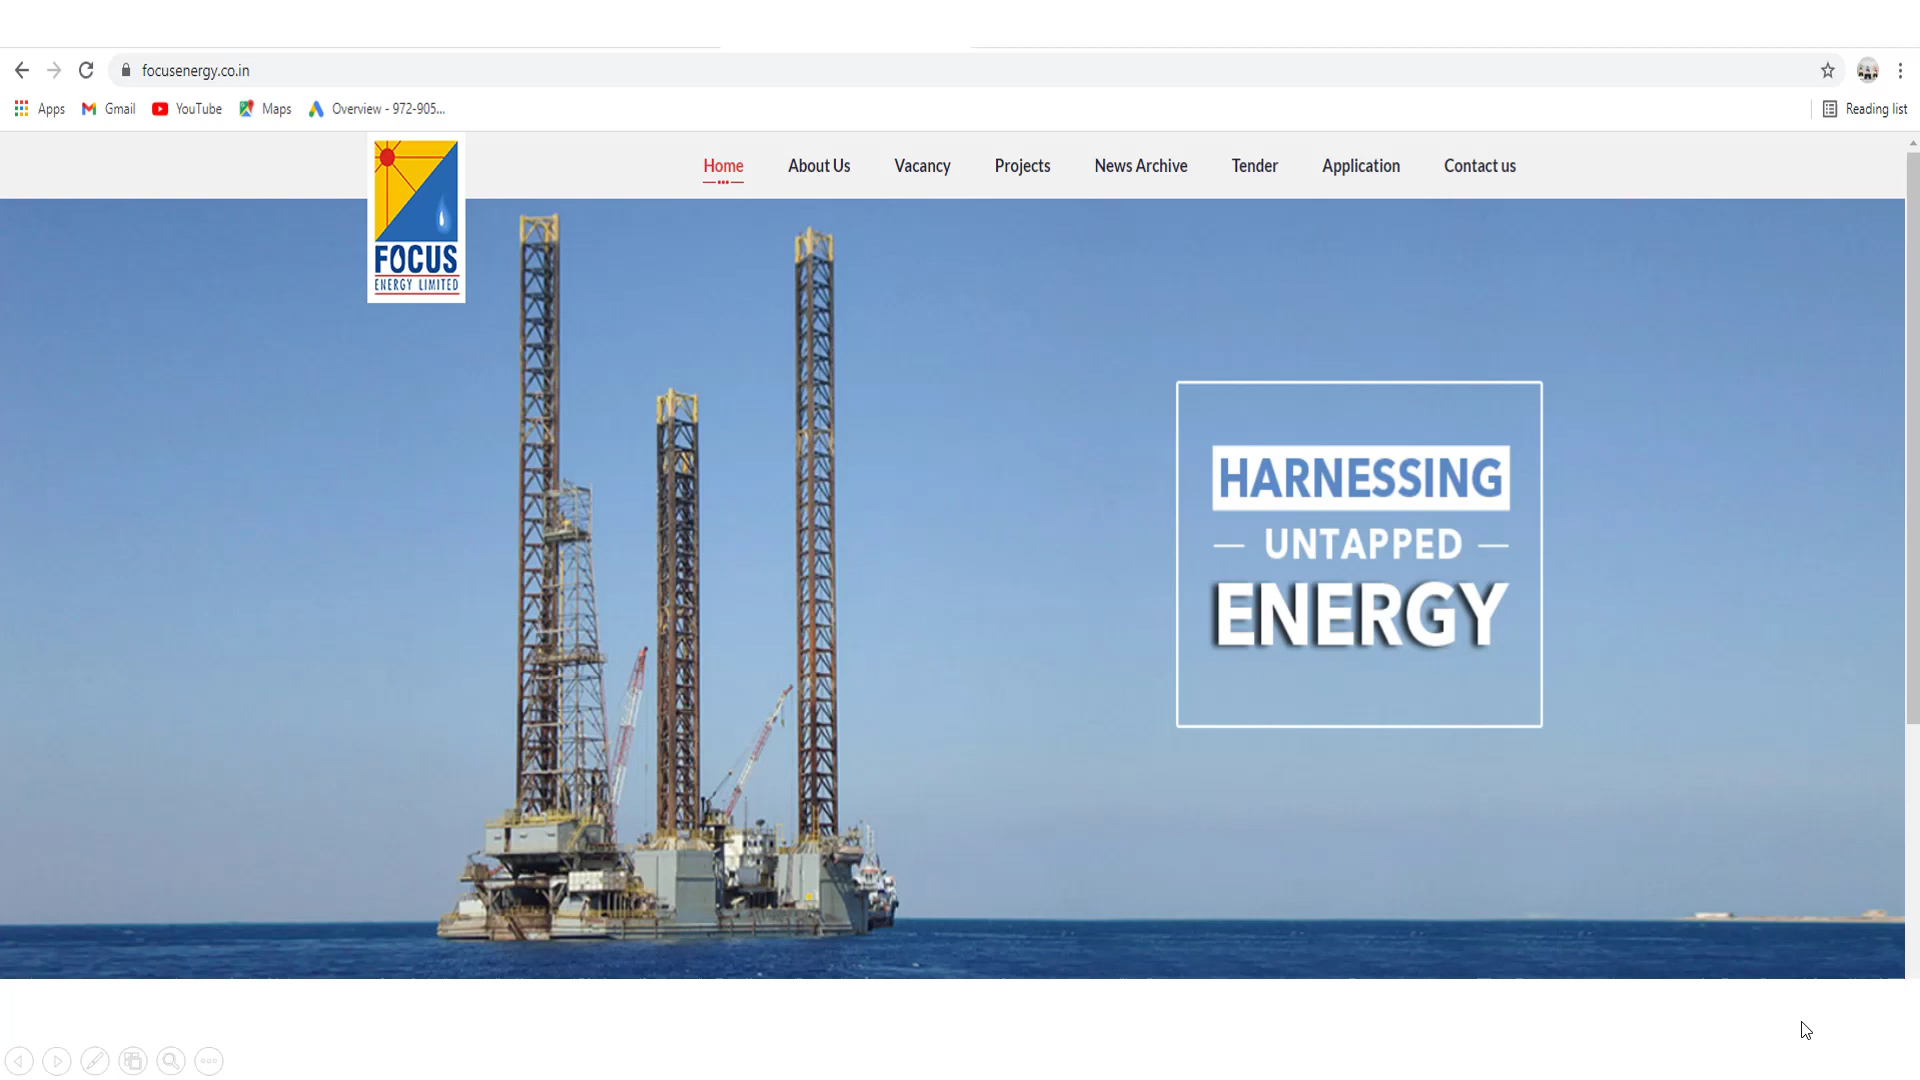 focusenergy.co.in
Apps Gmail YouTube Maps Overview - 972-905... Reading list
Home About Us Vacancy Projects News Archive Tender Application Contact us
FOCUS
ENERGY LIMITED
HARNESSING
UNTAPPED
ENERGY